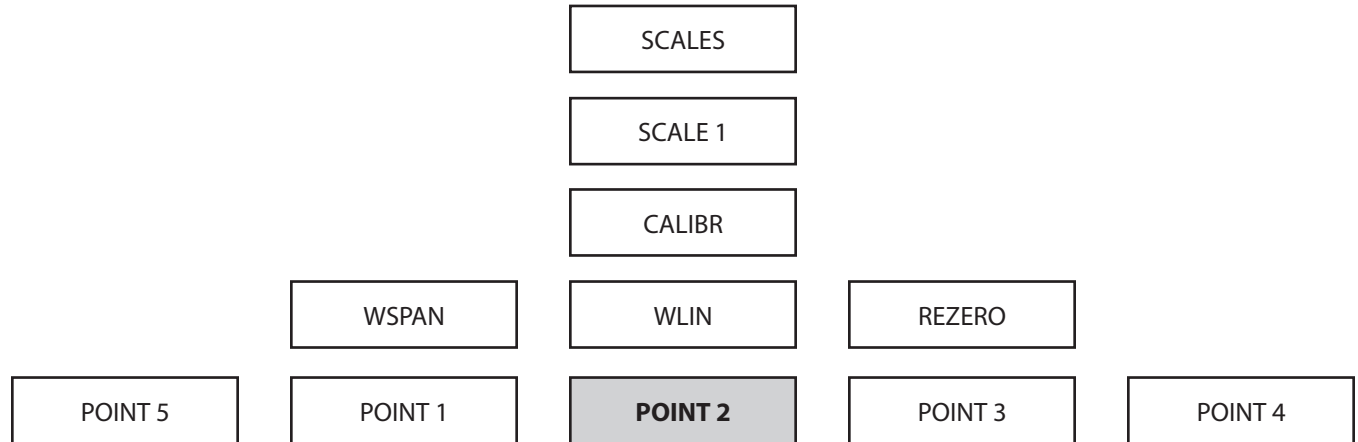 SCALES
SCALE 1
CALIBR
WSPAN WLIN REZERO
POINT 5 POINT 1 POINT 2 POINT 3 POINT 4